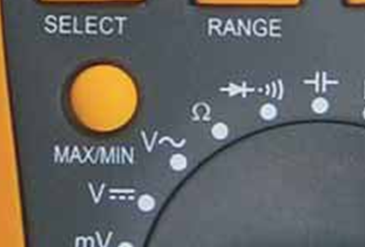 SELECT RANGE
Ω
V~
MAX/MIN
V⎓
mV